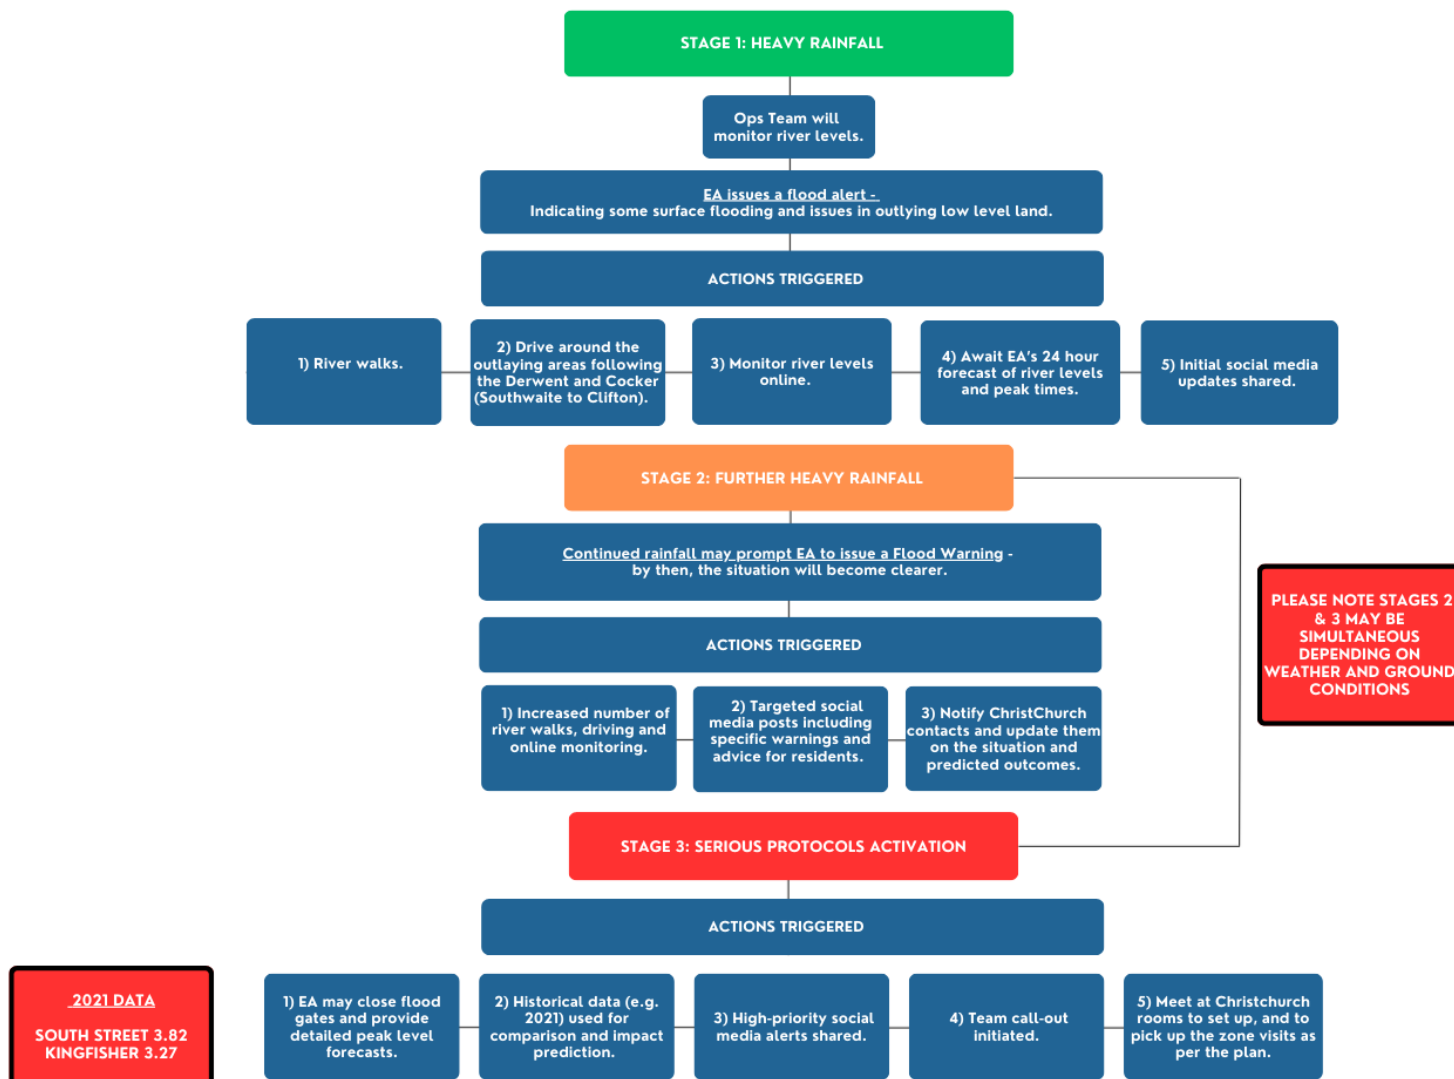 STAGE 1: HEAVY RAINFALL
Ops Team will
monitor river levels.
EA issues a flood alert -
Indicating some surface flooding and issues in outlying low level land.
ACTIONS TRIGGERED
1) River walks.
2) Drive around the
outlaying areas following
the Derwent and Cocker
(Southwaite to Clifton).
3) Monitor river levels
online.
4) Await EA's 24 hour
forecast of river levels
and peak times.
5) Initial social media
updates shared.
STAGE 2: FURTHER HEAVY RAINFALL
Continued rainfall may prompt EA to issue a Flood Warning -
by then, the situation will become clearer.
ACTIONS TRIGGERED
1) Increased number of
river walks, driving and
online monitoring.
2) Targeted social
media posts including
specific warnings and
advice for residents.
3) Notify ChristChurch
contacts and update them
on the situation and
predicted outcomes.
PLEASE NOTE STAGES 2
& 3 MAY BE
SIMULTANEOUS
DEPENDING ON
WEATHER AND GROUND
CONDITIONS
STAGE 3: SERIOUS PROTOCOLS ACTIVATION
ACTIONS TRIGGERED
2021 DATA
SOUTH STREET 3.82
KINGFISHER 3.27
1) EA may close flood
gates and provide
detailed peak level
forecasts.
2) Historical data (e.g.
2021) used for
comparison and impact
prediction.
3) High-priority social
media alerts shared.
4) Team call-out
initiated.
5) Meet at Christchurch
rooms to set up, and to
pick up the zone visits as
per the plan.